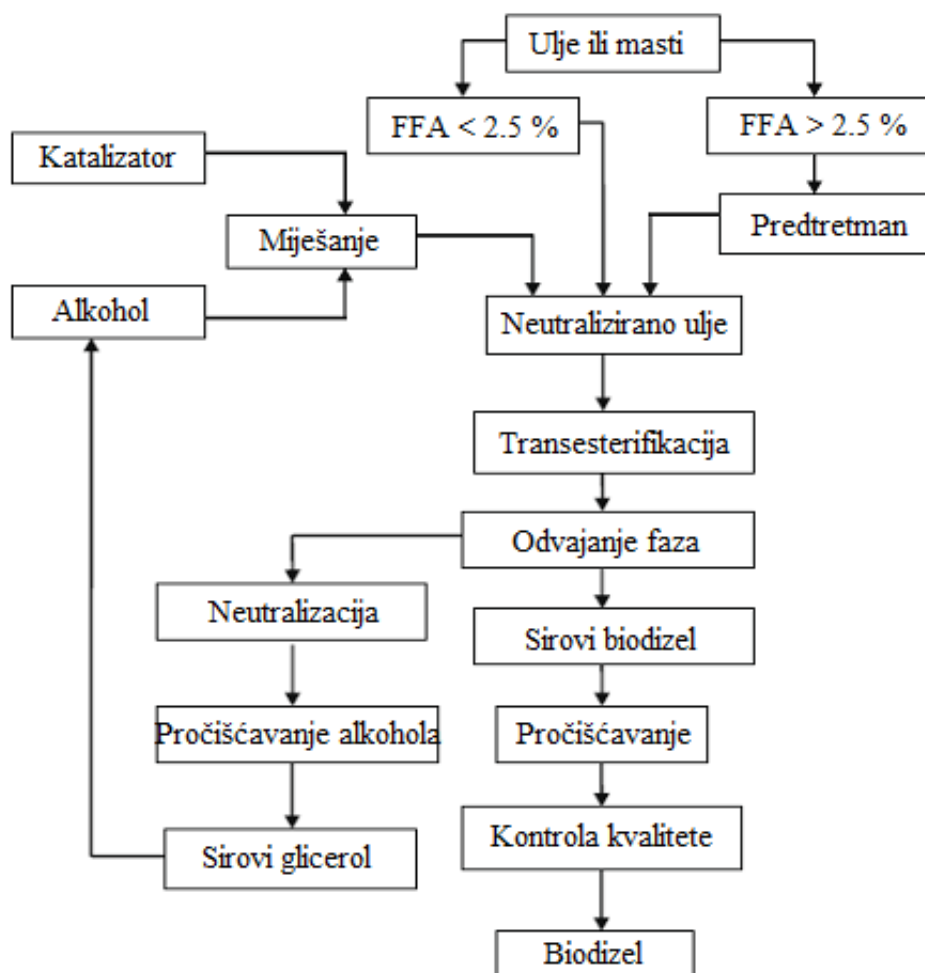 Ulje ili masti
FFA < 2.5 %
FFA > 2.5 %
Katalizator
Miješanje
Predtretman
Alkohol
Neutralizirano ulje
Transesterifikacija
Odvajanje faza
Neutralizacija
Sirovi biodizel
Pročišćavanje alkohola
Pročišćavanje
Sirovi glicerol
Kontrola kvalitete
Biodizel